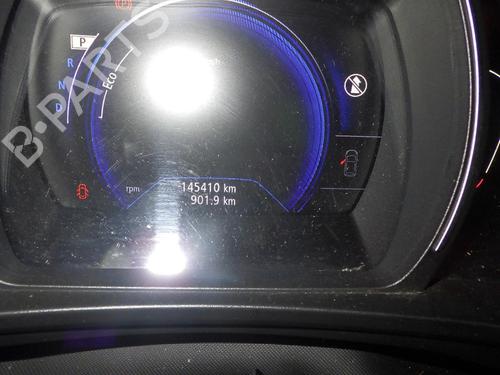 P
R
N
D
Eco
rpm
145410 km
901.9 km
B-PARTS